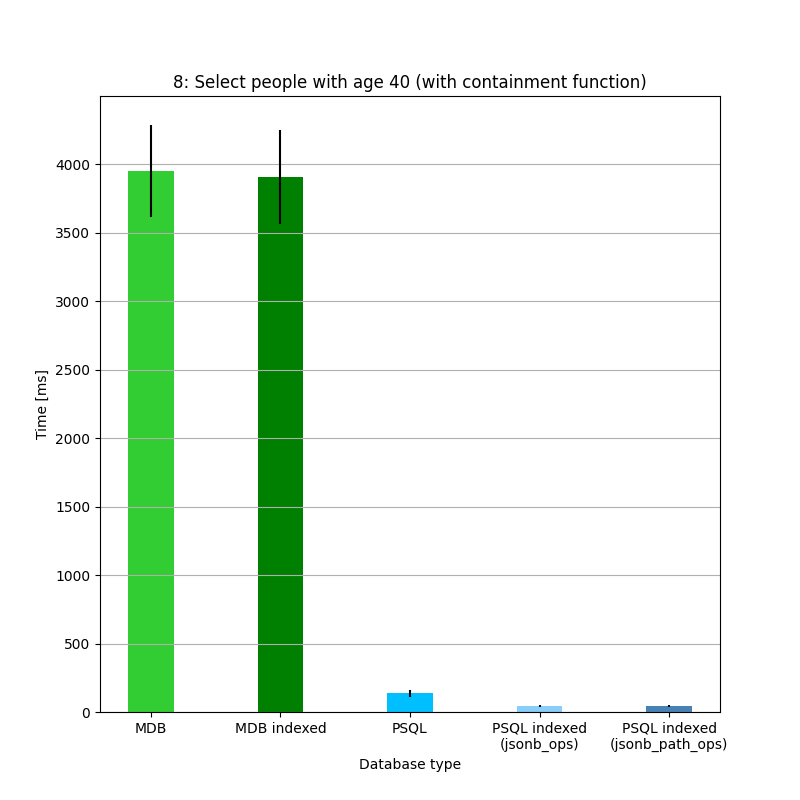 8: Select people with age 40 (with containment function)
4000
3500
3000
2500
2000
1500
1000
500
0
Time [ms]
MDB
MDB indexed
PSQL
PSQL indexed
(jsonb_ops)
PSQL indexed
(jsonb_path_ops)
Database type